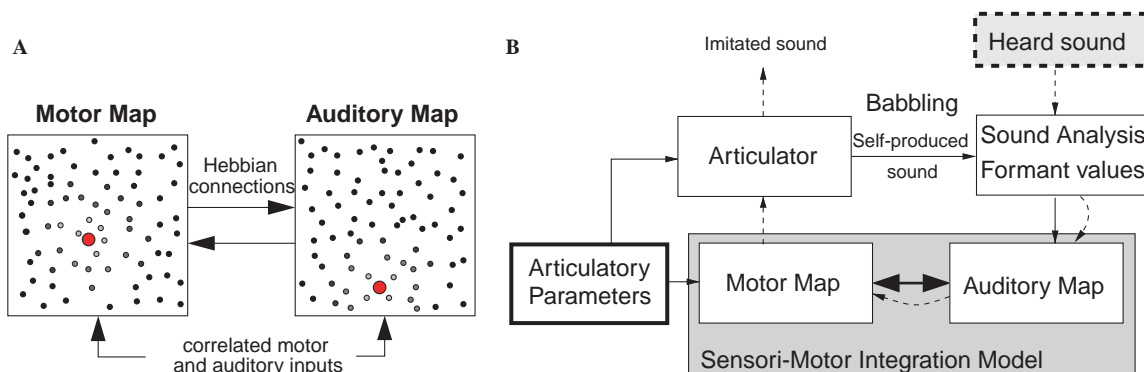 A
Motor Map
Auditory Map
Hebbian
connections
correlated motor
and auditory inputs
B
Imitated sound
Heard sound
Babbling
Articulator
Self-produced
sound
Sound Analysis
Formant values
Articulatory
Parameters
Motor Map
Auditory Map
Sensori-Motor Integration Model